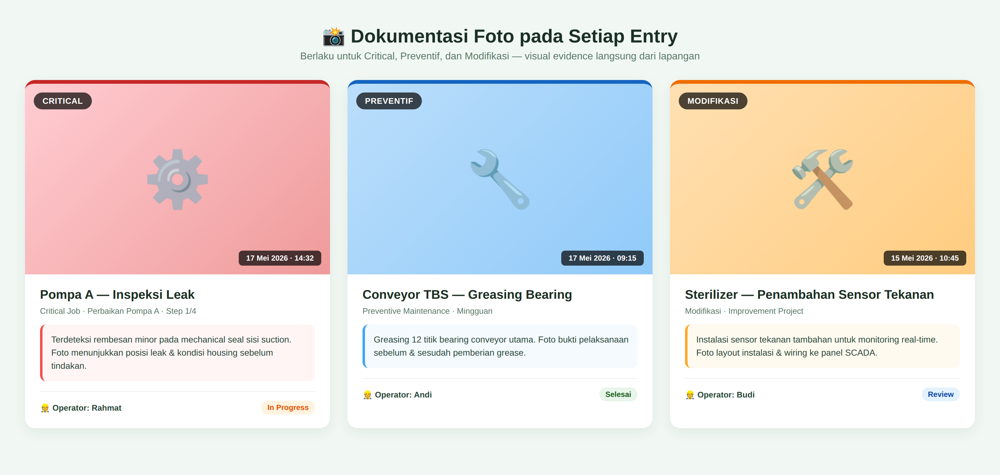 📸 Dokumentasi Foto pada Setiap Entry
Berlaku untuk Critical, Preventif, dan Modifikasi — visual evidence langsung dari lapangan
CRITICAL
17 Mei 2026 · 14:32
Pompa A — Inspeksi Leak
Critical Job · Perbaikan Pompa A · Step 1/4
Terdeteksi rembesan minor pada mechanical seal sisi suction.
Foto menunjukkan posisi leak & kondisi housing sebelum
tindakan.
👷 Operator: Rahmat
In Progress
PREVENTIF
17 Mei 2026 · 09:15
Conveyor TBS — Greasing Bearing
Preventive Maintenance · Mingguan
Greasing 12 titik bearing conveyor utama. Foto bukti pelaksanaan
sebelum & sesudah pemberian grease.
👷 Operator: Andi
Selesai
MODIFIKASI
15 Mei 2026 · 10:45
Sterilizer — Penambahan Sensor Tekanan
Modifikasi · Improvement Project
Instalasi sensor tekanan tambahan untuk monitoring real-time.
Foto layout instalasi & wiring ke panel SCADA.
👷 Operator: Budi
Review